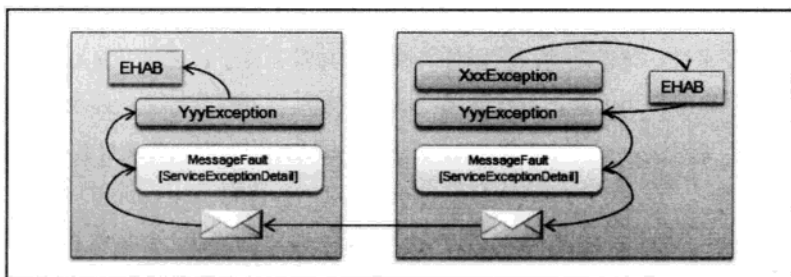 EHAB
YyyException
MessageFault
[ServiceExceptionDetail]
XxxException
EHAB
YyyException
MessageFault
[ServiceExceptionDetail]